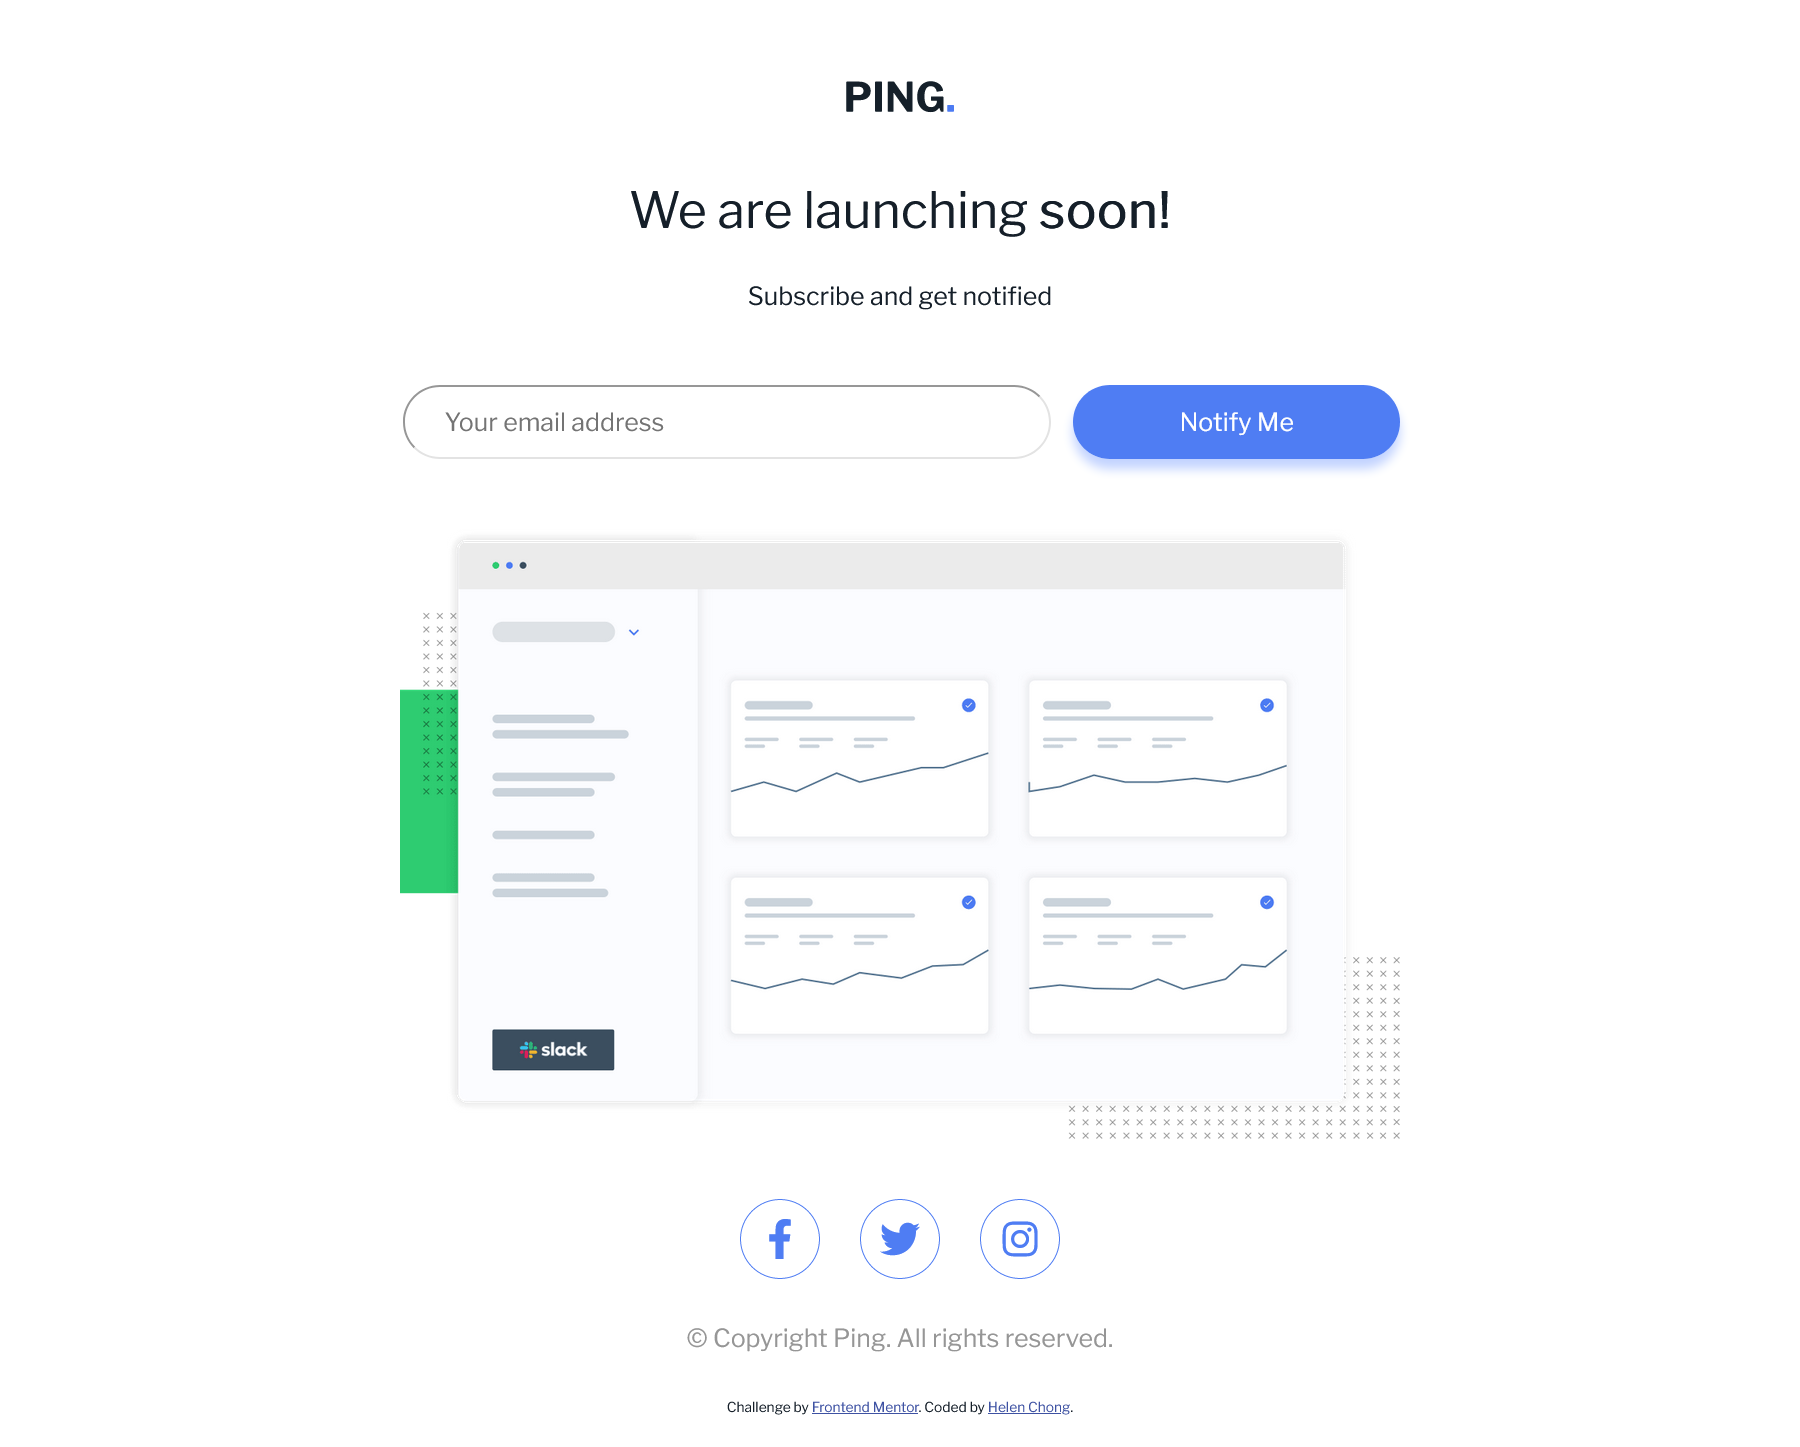 PING.
We are launching soon!
Subscribe and get notified
Your email address
Notify Me
slack
© Copyright Ping. All rights reserved.
Challenge by Frontend Mentor. Coded by Helen Chong.